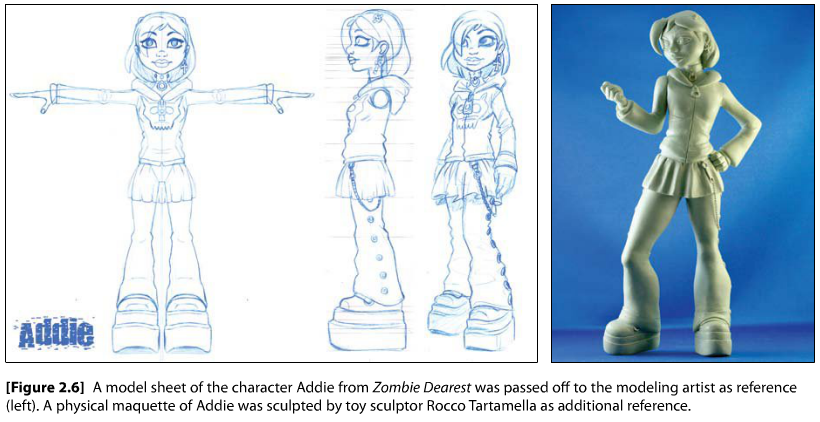 Addie
[Figure 2.6] A model sheet of the character Addie from Zombie Dearest was passed off to the modeling artist as reference
(left). A physical maquette of Addie was sculpted by toy sculptor Rocco Tartamella as additional reference.